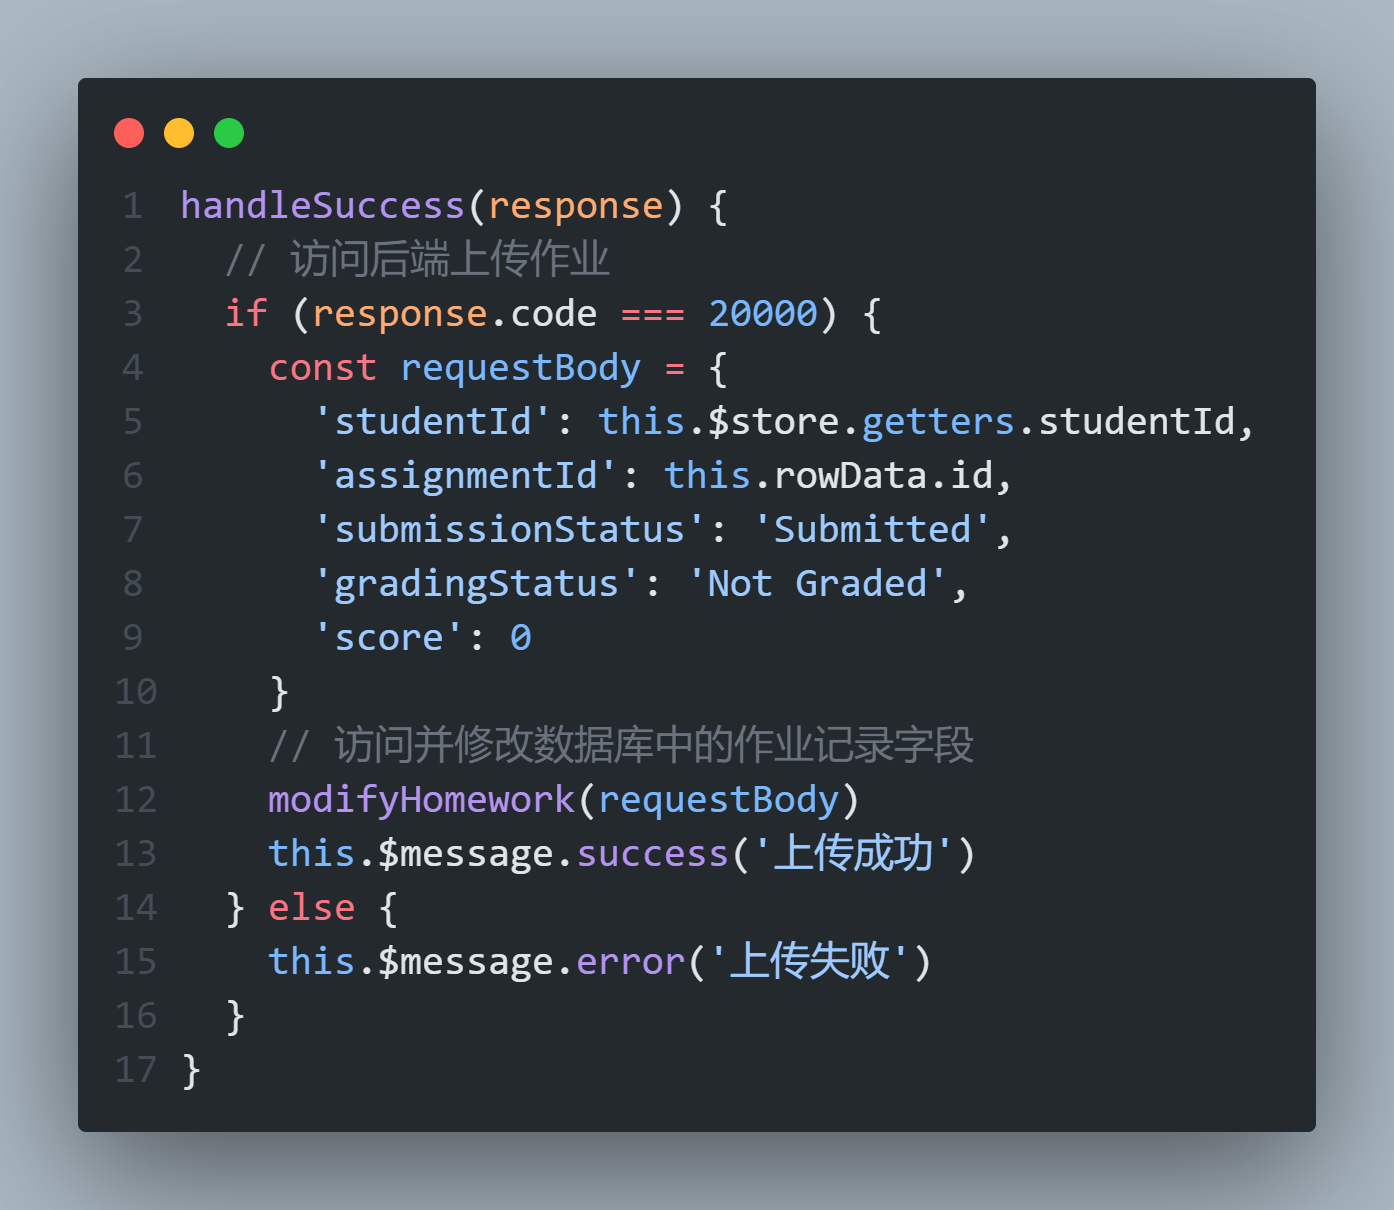 1 handleSuccess(response) {
2   // 访问后端上传作业
3   if (response.code === 20000) {
4     const requestBody = {
5       'studentId': this.$store.getters.studentId,
6       'assignmentId': this.rowData.id,
7       'submissionStatus': 'Submitted',
8       'gradingStatus': 'Not Graded',
9       'score': 0
10     }
11     // 访问并修改数据库中的作业记录字段
12     modifyHomework(requestBody)
13     this.$message.success('上传成功')
14   } else {
15     this.$message.error('上传失败')
16   }
17 }